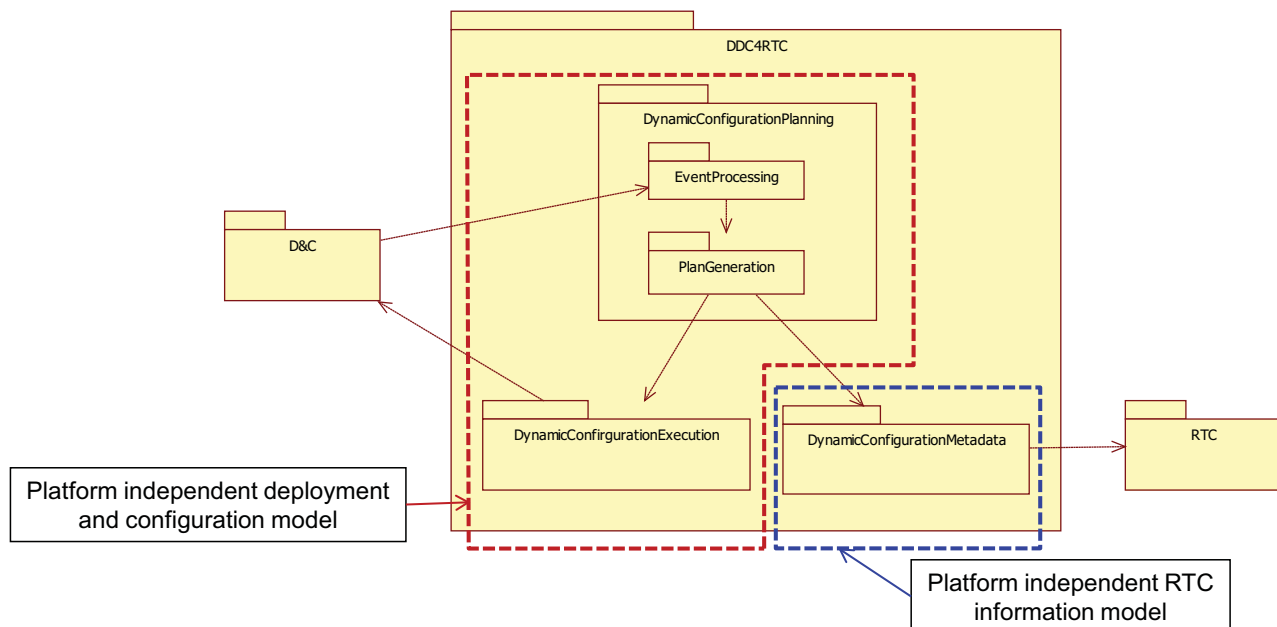 DDC4RTC
DynamicConfigurationPlanning
EventProcessing
D&C
PlanGeneration
DynamicConfirgurationExecution
DynamicConfigurationMetadata
RTC
Platform independent deployment
and configuration model
Platform independent RTC
information model